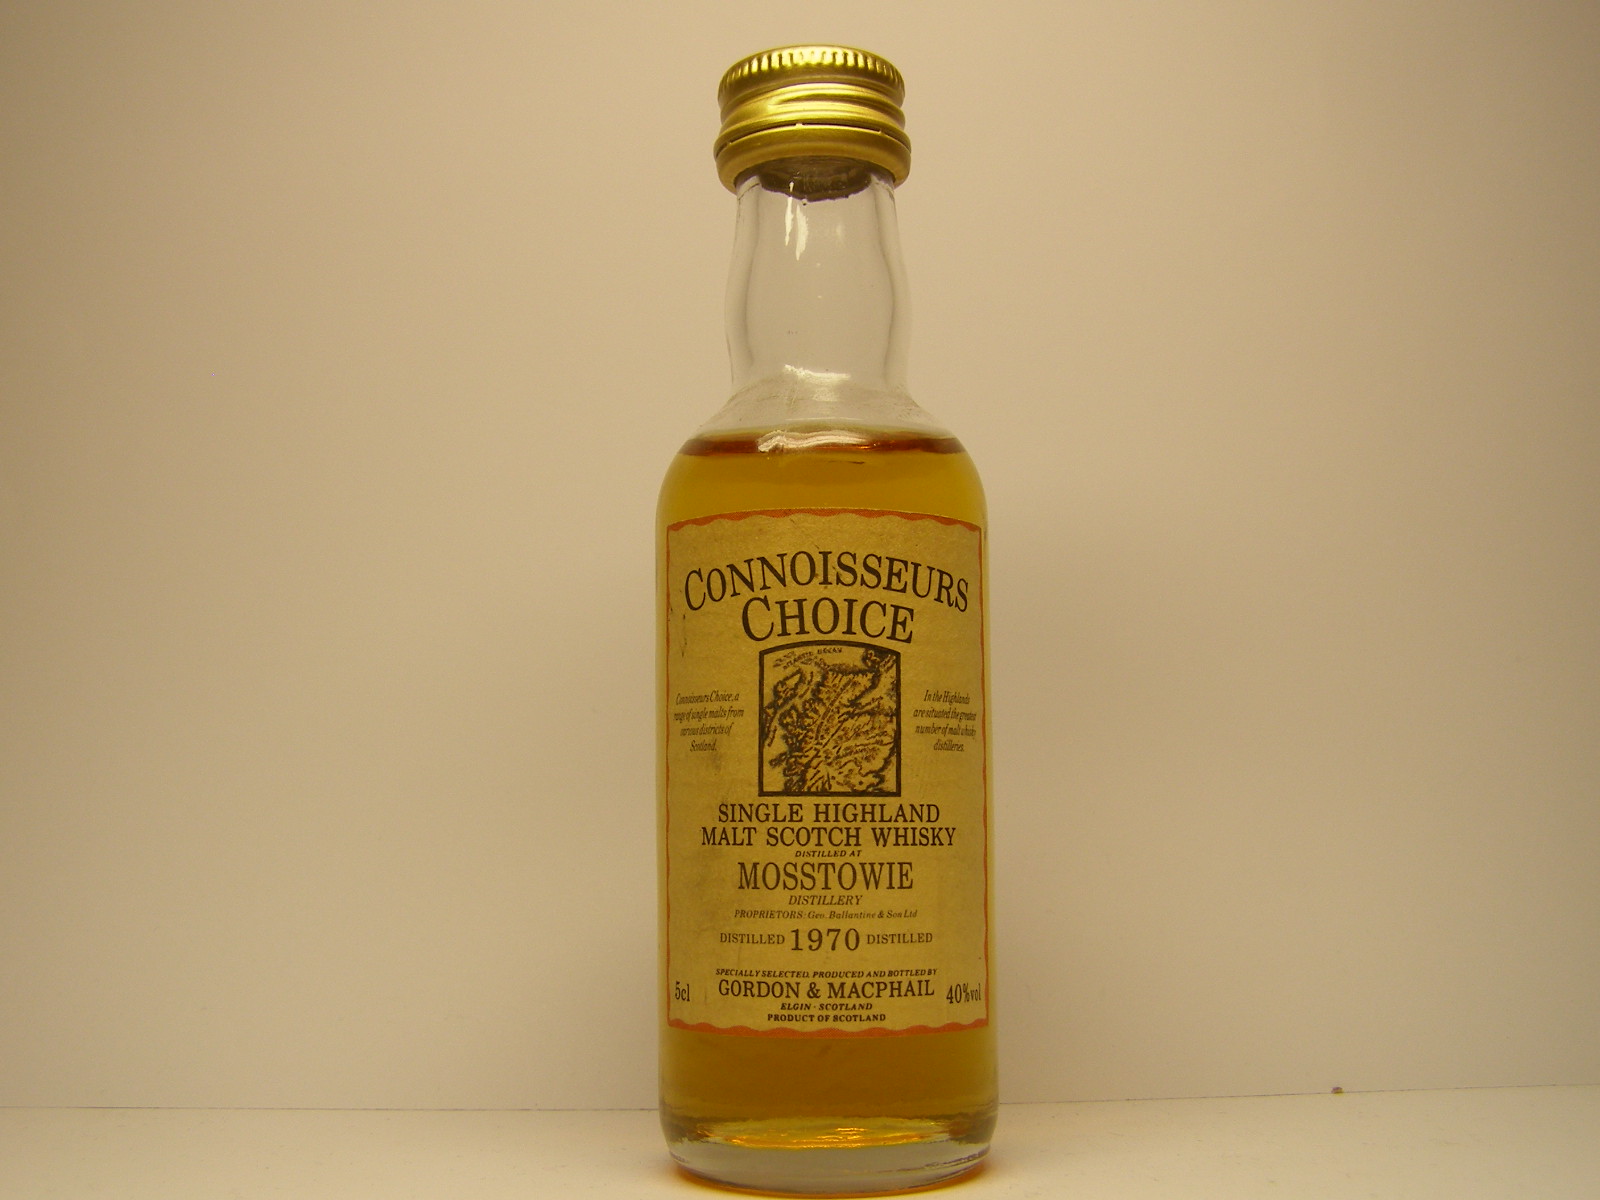 CONNOISSEURS
CHOICE
ATLANTIC OCEAN
Connoisseurs Choice, a
range of single malts from
various districts of
Scotland.
In the Highlands
are situated the greatest
number of malt whisky
distilleries.
SINGLE HIGHLAND
MALT SCOTCH WHISKY
DISTILLED AT
MOSSTOWIE
DISTILLERY
PROPRIETORS: Geo. Ballantine & Son Ltd
DISTILLED 1970 DISTILLED
SPECIALLY SELECTED, PRODUCED AND BOTTLED BY
5cl GORDON & MACPHAIL 40%vol
ELGIN - SCOTLAND
PRODUCT OF SCOTLAND